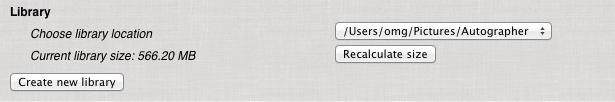 Library
Choose library location /Users/omg/Pictures/Autographer
Current library size: 566.20 MB Recalculate size
Create new library